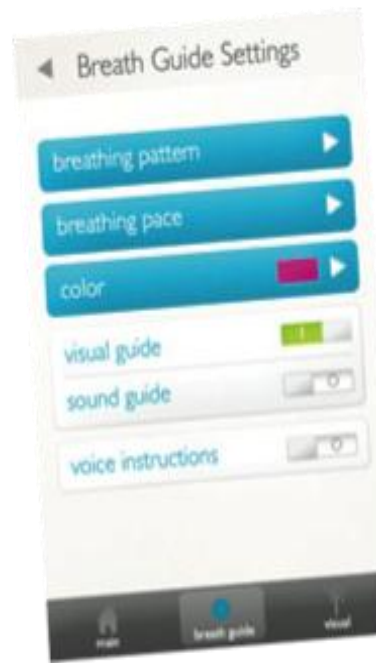 Breath Guide Settings
breathing pattern
breathing pace
color
visual guide
sound guide
voice instructions
main
breath guide
visual